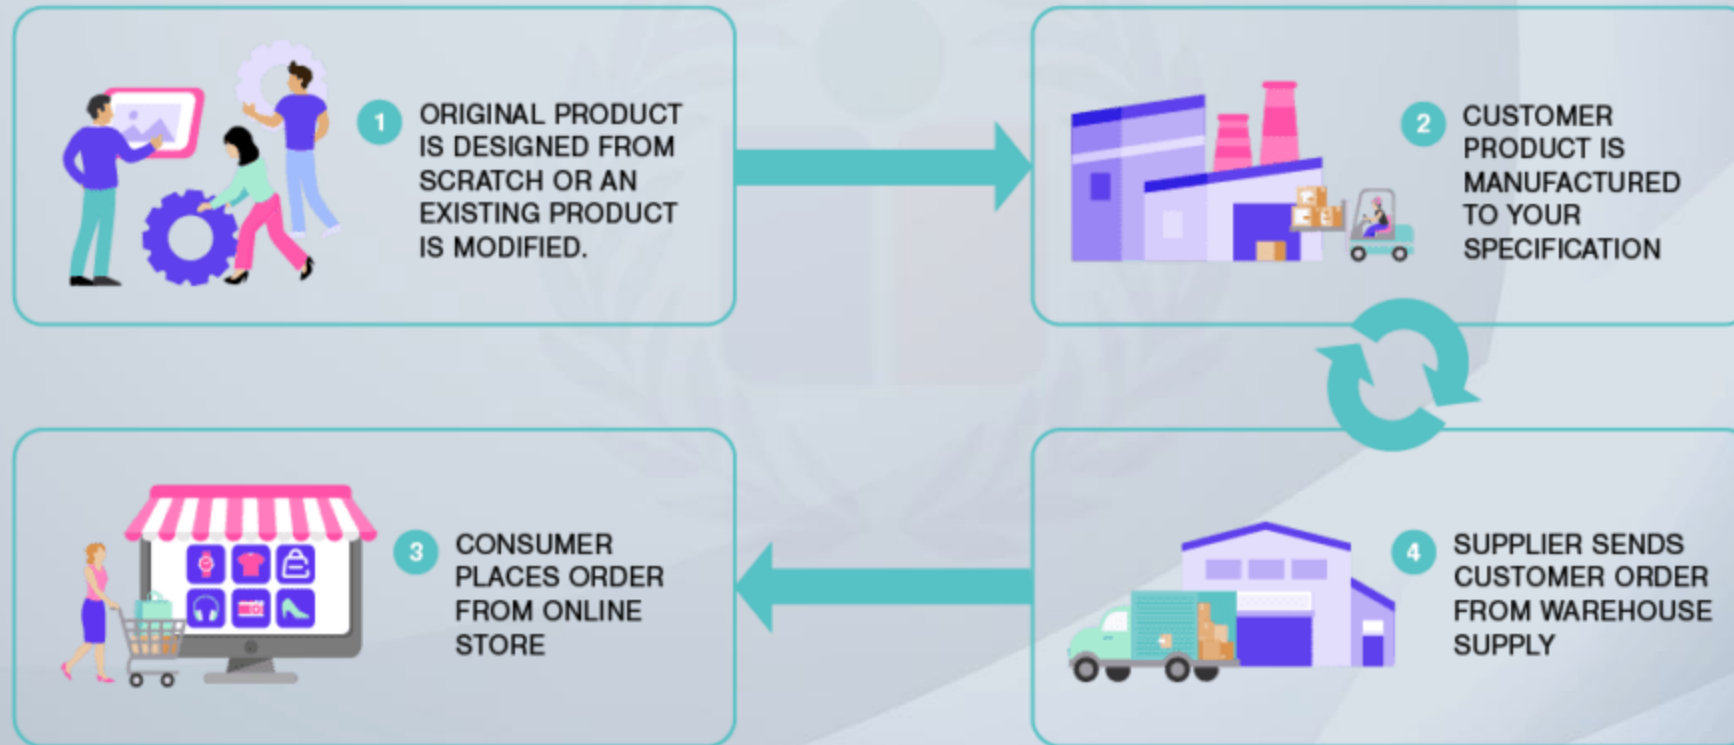 1
ORIGINAL PRODUCT
IS DESIGNED FROM
SCRATCH OR AN
EXISTING PRODUCT
IS MODIFIED.
2
CUSTOMER
PRODUCT IS
MANUFACTURED
TO YOUR
SPECIFICATION
3
CONSUMER
PLACES ORDER
FROM ONLINE
STORE
4
SUPPLIER SENDS
CUSTOMER ORDER
FROM WAREHOUSE
SUPPLY